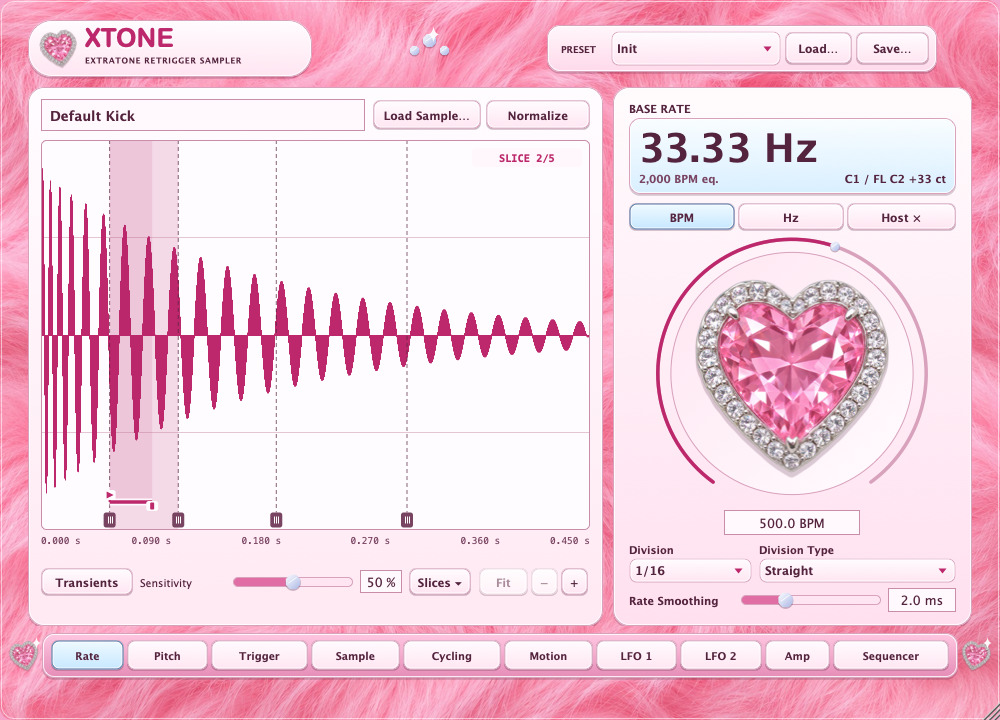 XTONE
EXTRATONE RETRIGGER SAMPLER
PRESET
Init
Load...
Save...
Default Kick
Load Sample...
Normalize
SLICE 2/5
0.000 s
0.090 s
0.180 s
0.270 s
0.360 s
0.450 s
Transients
Sensitivity
50 %
Slices
Fit
−
+
BASE RATE
33.33 Hz
2,000 BPM eq.
C1 / FL C2 +33 ct
BPM
Hz
Host ×
500.0 BPM
Division
Division Type
1/16
Straight
Rate Smoothing
2.0 ms
Rate
Pitch
Trigger
Sample
Cycling
Motion
LFO 1
LFO 2
Amp
Sequencer